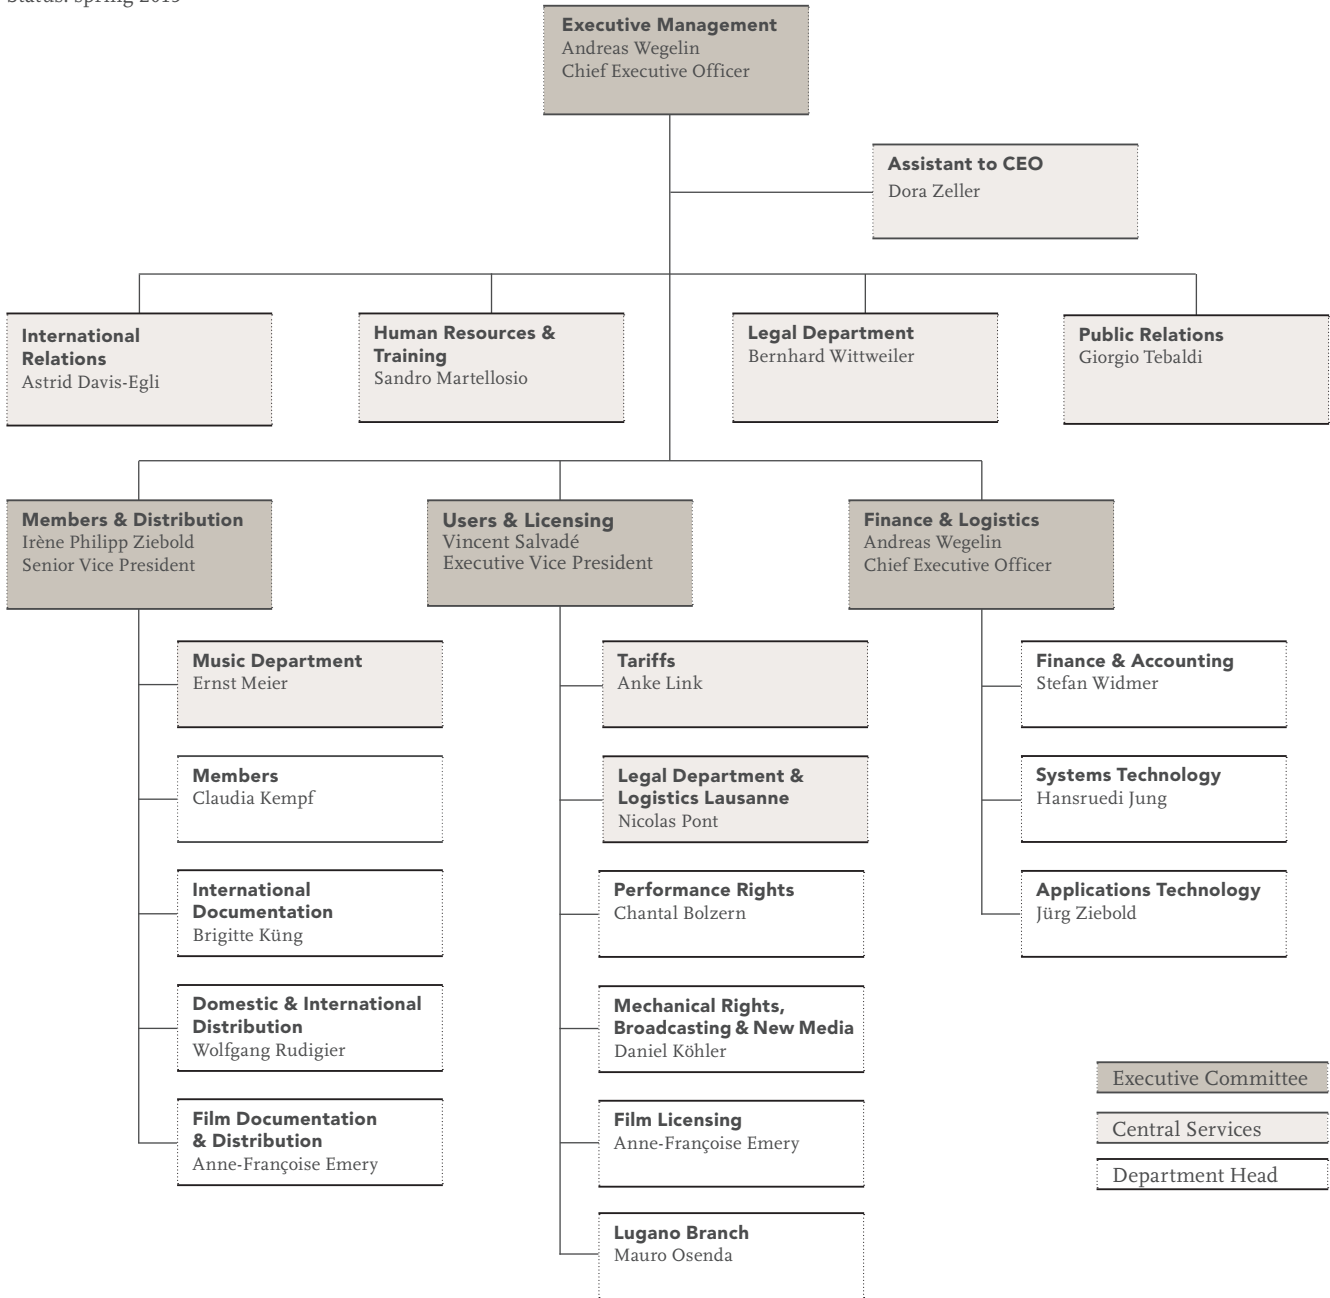 Executive Management
Andreas Wegelin
Chief Executive Officer
Assistant to CEO
Dora Zeller
International
Relations
Astrid Davis-Egli
Human Resources &
Training
Sandro Martellosio
Legal Department
Bernhard Wittweiler
Public Relations
Giorgio Tebaldi
Members & Distribution
Irène Philipp Ziebold
Senior Vice President
Users & Licensing
Vincent Salvadé
Executive Vice President
Finance & Logistics
Andreas Wegelin
Chief Executive Officer
Music Department
Ernst Meier
Members
Claudia Kempf
International
Documentation
Brigitte Küng
Domestic & International
Distribution
Wolfgang Rudigier
Film Documentation
& Distribution
Anne-Françoise Emery
Tariffs
Anke Link
Legal Department &
Logistics Lausanne
Nicolas Pont
Performance Rights
Chantal Bolzern
Mechanical Rights,
Broadcasting & New Media
Daniel Köhler
Film Licensing
Anne-Françoise Emery
Lugano Branch
Mauro Osenda
Finance & Accounting
Stefan Widmer
Systems Technology
Hansruedi Jung
Applications Technology
Jürg Ziebold
Executive Committee
Central Services
Department Head